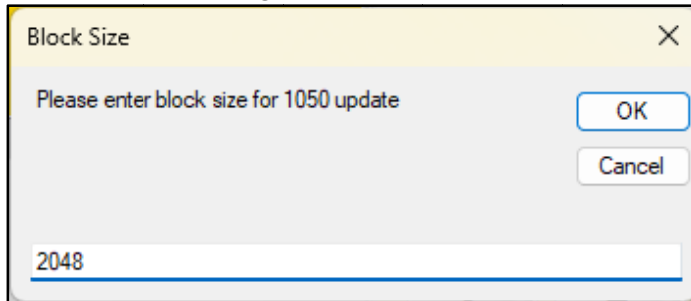 Block Size
Please enter block size for 1050 update
OK
Cancel
2048